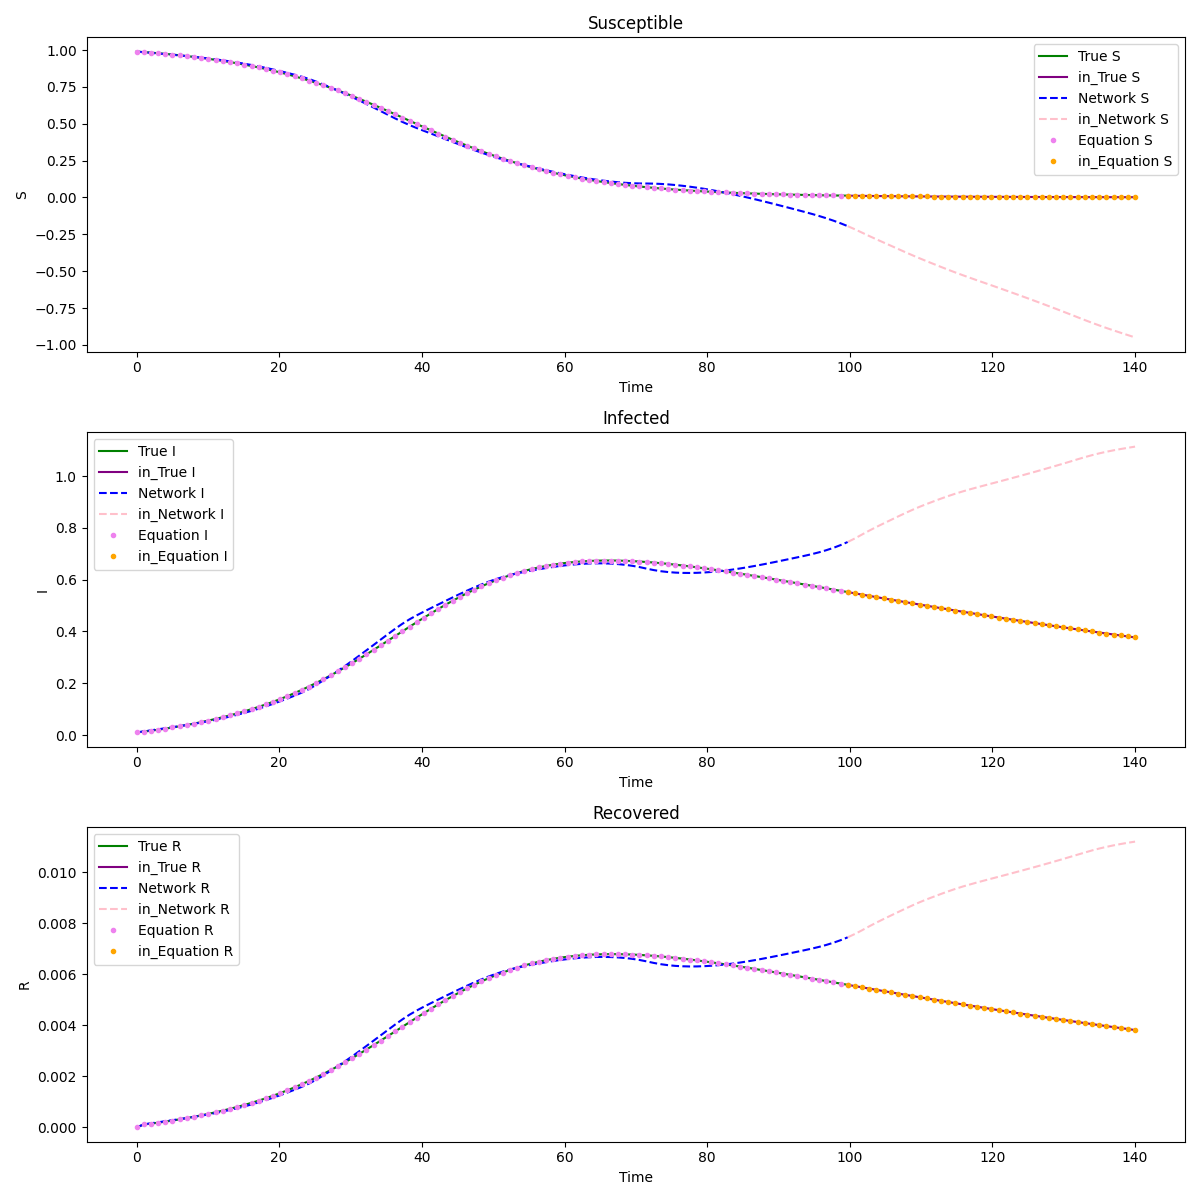 Susceptible
1.00
0.75
0.50
0.25
0.00
−0.25
−0.50
−0.75
−1.00
S
True S
in_True S
Network S
in_Network S
Equation S
in_Equation S
0 20 40 60 80 100 120 140
Time
Infected
1.0
0.8
0.6
0.4
0.2
0.0
I
True I
in_True I
Network I
in_Network I
Equation I
in_Equation I
0 20 40 60 80 100 120 140
Time
Recovered
0.010
0.008
0.006
0.004
0.002
0.000
R
True R
in_True R
Network R
in_Network R
Equation R
in_Equation R
0 20 40 60 80 100 120 140
Time